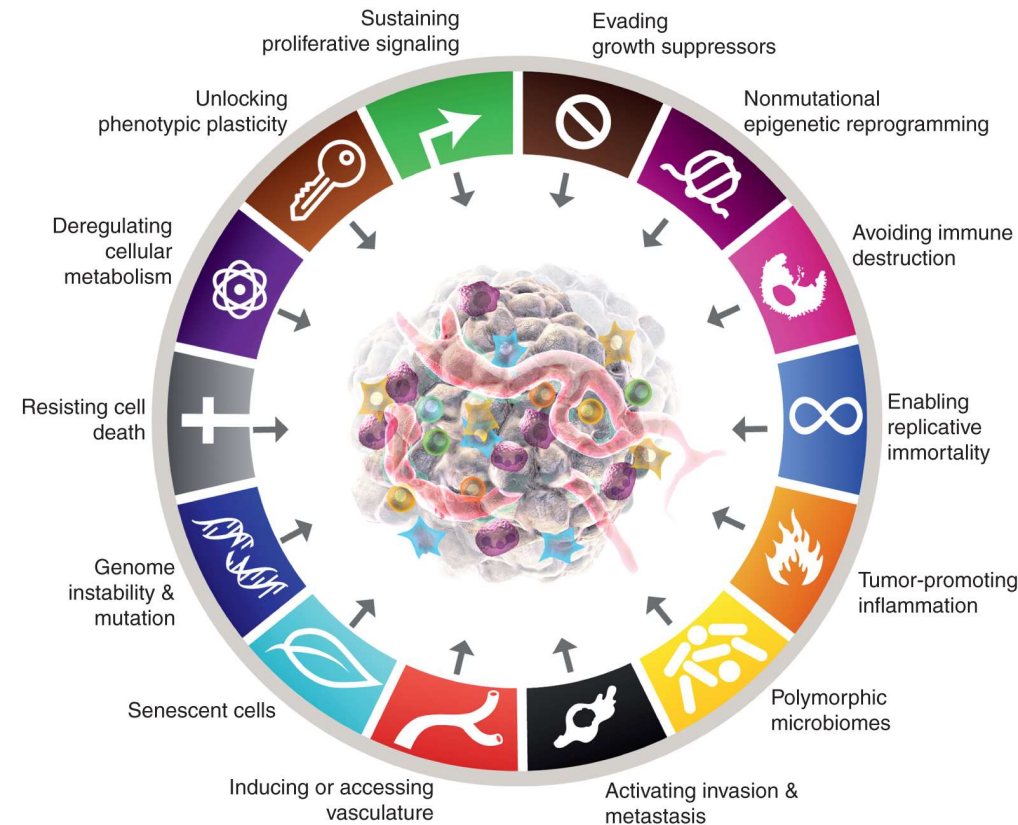 Sustaining
proliferative signaling
Evading
growth suppressors
Unlocking
phenotypic plasticity
Nonmutational
epigenetic reprogramming
Deregulating
cellular
metabolism
Avoiding immune
destruction
Resisting cell
death
Enabling
replicative
immortality
Genome
instability &
mutation
Tumor-promoting
inflammation
Senescent cells
Polymorphic
microbiomes
Inducing or accessing
vasculature
Activating invasion &
metastasis